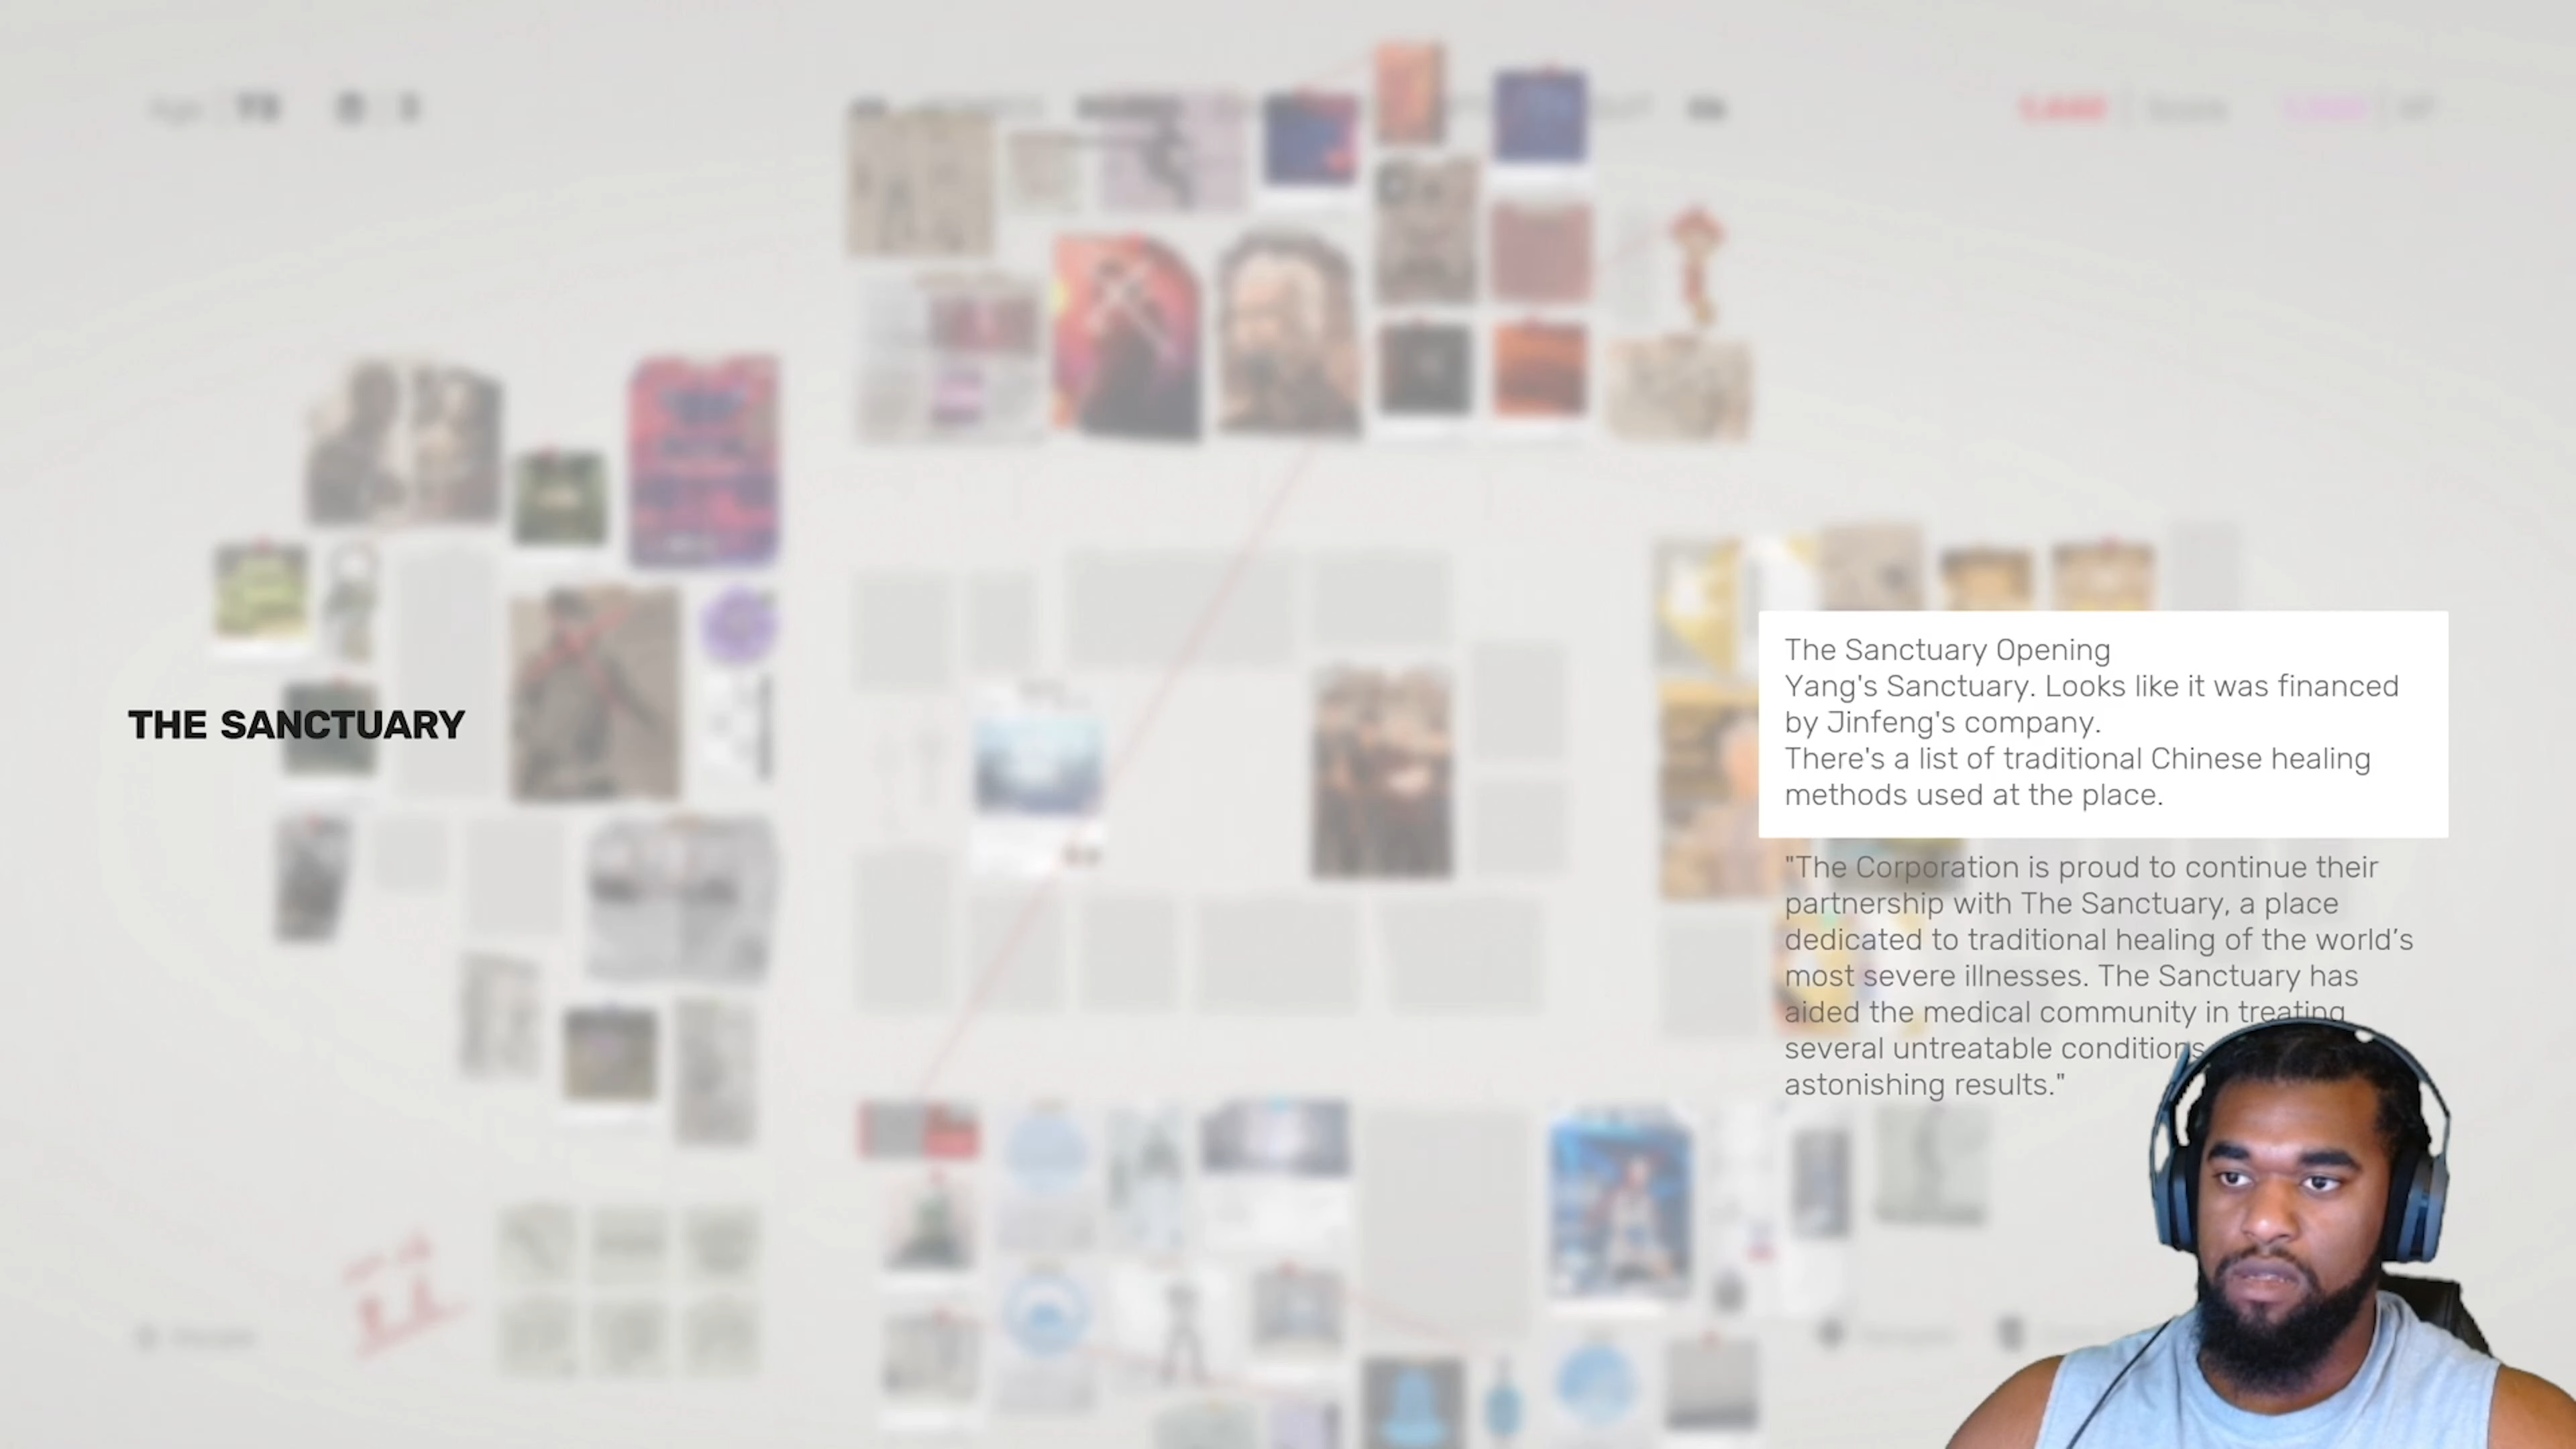 Age 73
THE SANCTUARY
The Sanctuary Opening
Yang's Sanctuary. Looks like it was financed
by Jinfeng's company.
There's a list of traditional Chinese healing
methods used at the place.
"The Corporation is proud to continue their
partnership with The Sanctuary, a place
dedicated to traditional healing of the world’s
most severe illnesses. The Sanctuary has
aided the medical community in treating
several untreatable conditions
astonishing results."